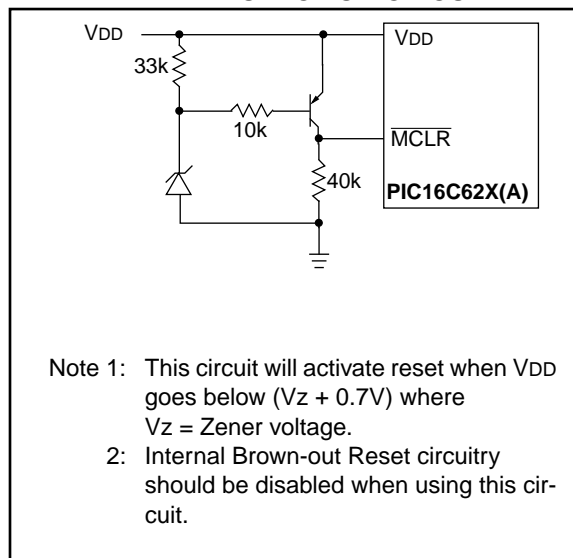 VDD
VDD
33k
10k
MCLR
40k
PIC16C62X(A)
Note 1: This circuit will activate reset when VDD
goes below (Vz + 0.7V) where
Vz = Zener voltage.
2: Internal Brown-out Reset circuitry
should be disabled when using this cir-
cuit.